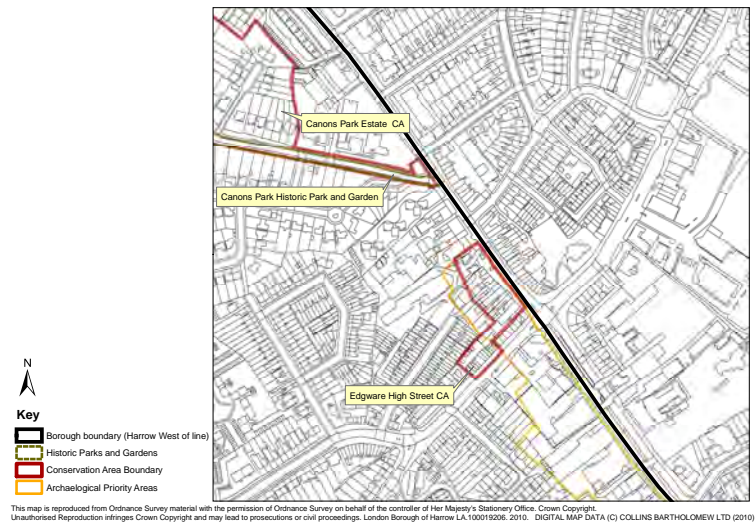 Canons Park Estate CA
Canons Park Historic Park and Garden
Edgware High Street CA
N
Key
Borough boundary (Harrow West of line)
Historic Parks and Gardens
Conservation Area Boundary
Archaelogical Priority Areas
This map is reproduced from Ordnance Survey material with the permission of Ordnance Survey on behalf of the controller of Her Majesty's Stationery Office. Crown Copyright.
Unauthorised Reproduction infringes Crown Copyright and may lead to prosecutions or civil proceedings. London Borough of Harrow LA.100019206. 2010. DIGITAL MAP DATA (C) COLLINS BARTHOLOMEW LTD (2010)